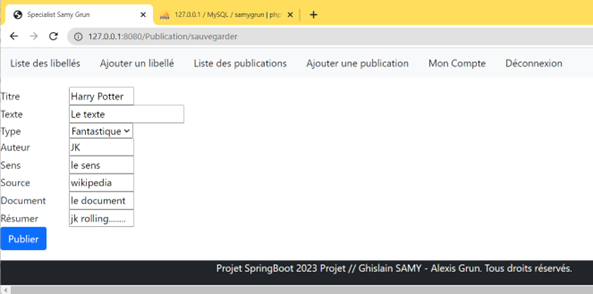 Specialist Samy Grun
127.0.0.1 / MySQL / samygrun | php
127.0.0.1:8080/Publication/sauvegarder
Liste des libellés Ajouter un libellé Liste des publications Ajouter une publication Mon Compte Déconnexion
Titre Harry Potter
Texte Le texte
Type Fantastique
Auteur JK
Sens le sens
Source wikipedia
Document le document
Résumer jk rolling........
Publier
Projet SpringBoot 2023 Projet // Ghislain SAMY - Alexis Grun. Tous droits réservés.